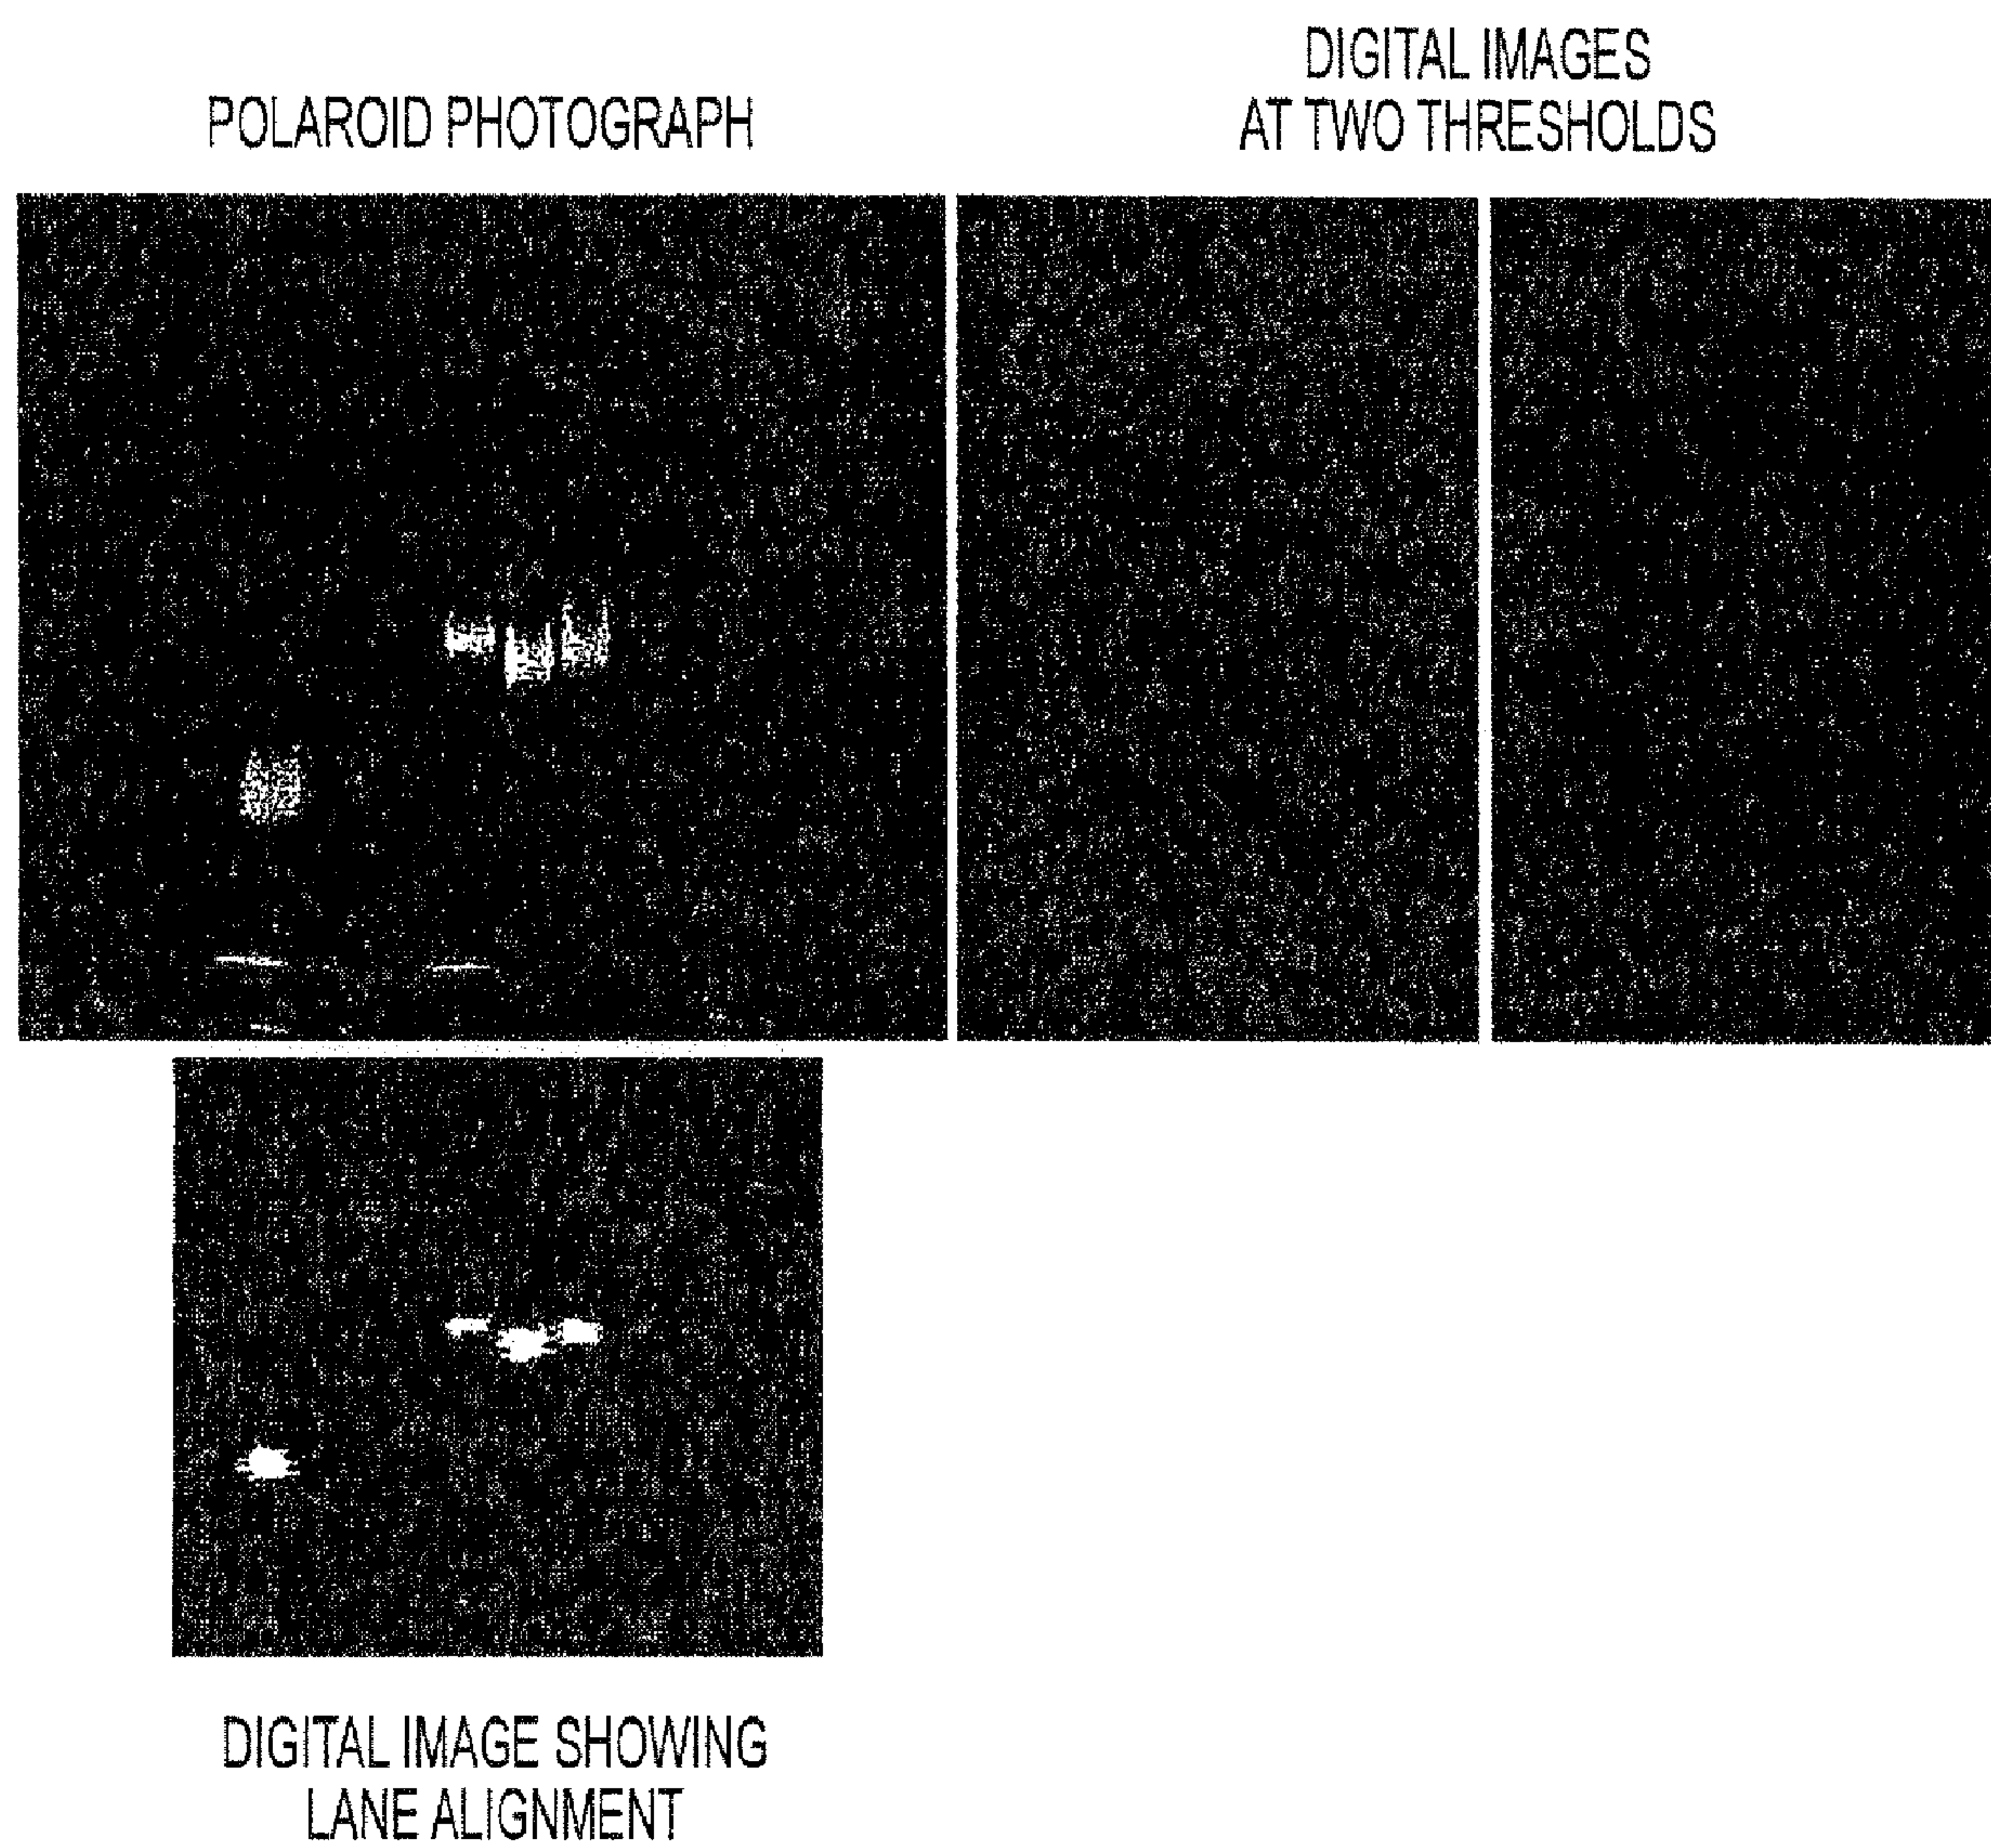 POLAROID PHOTOGRAPH
DIGITAL IMAGES
AT TWO THRESHOLDS
DIGITAL IMAGE SHOWING
LANE ALIGNMENT